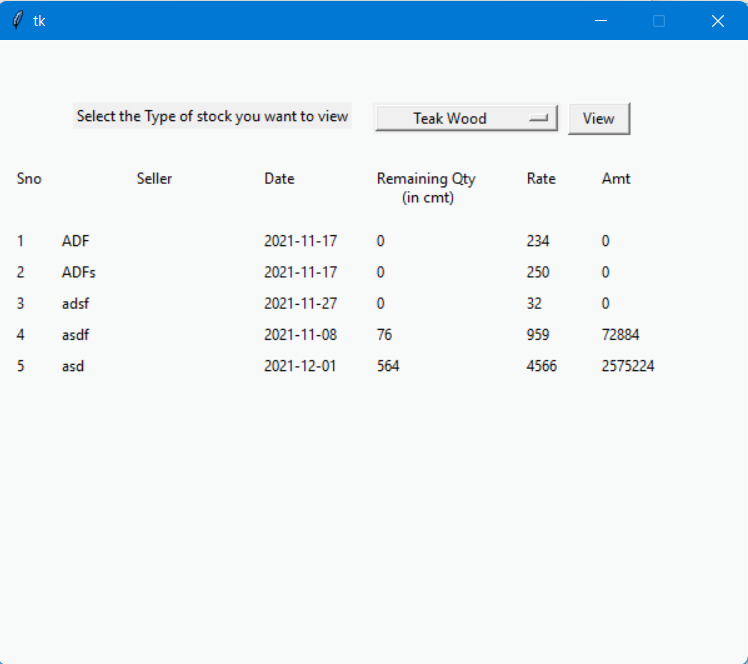 tk
Select the Type of stock you want to view Teak Wood View
Sno Seller Date Remaining Qty Rate Amt
(in cmt)
1 ADF 2021-11-17 0 234 0
2 ADFs 2021-11-17 0 250 0
3 adsf 2021-11-27 0 32 0
4 asdf 2021-11-08 76 959 72884
5 asd 2021-12-01 564 4566 2575224